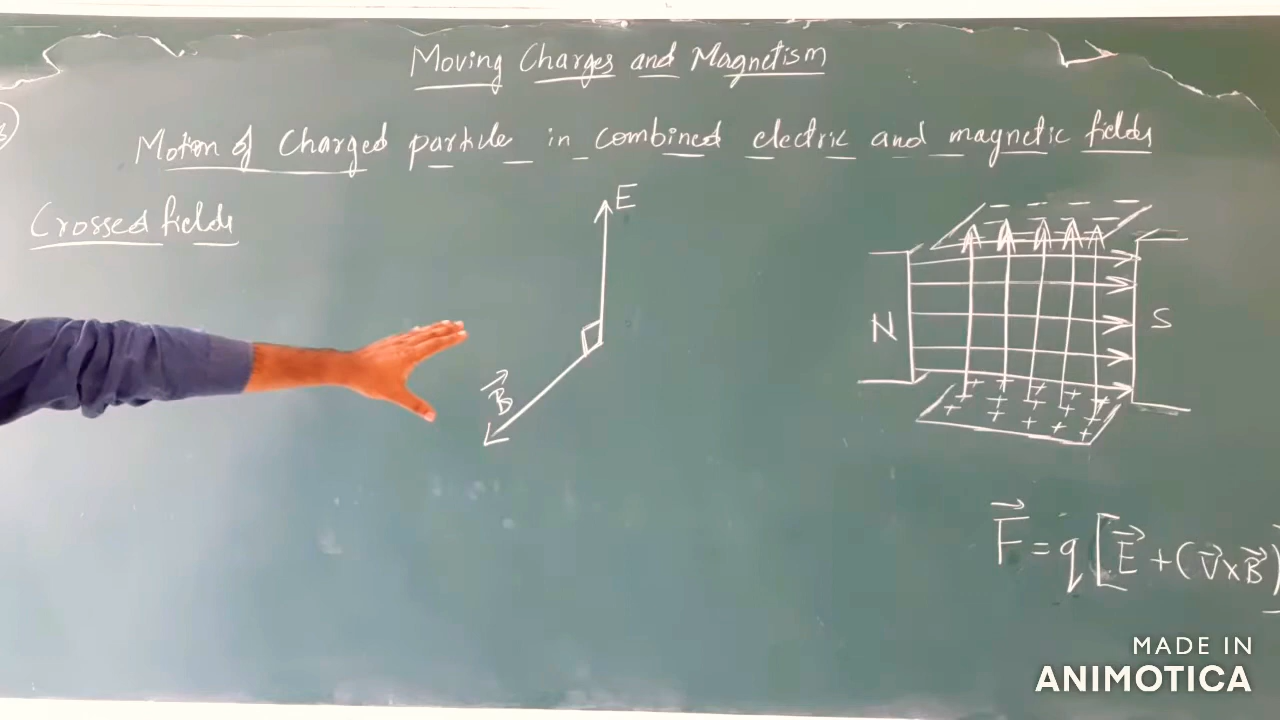 Moving Charges and Magnetism
Motion of Charged particle in combined electric and magnetic fields
Crossed fields
E
B⃗
- - - - -
- - - - -
N
S
+ + + + +
+ + + + +
+ + + + +
F⃗ = q[E⃗ + (V⃗×B⃗)]
MADE IN
ANIMOTICA